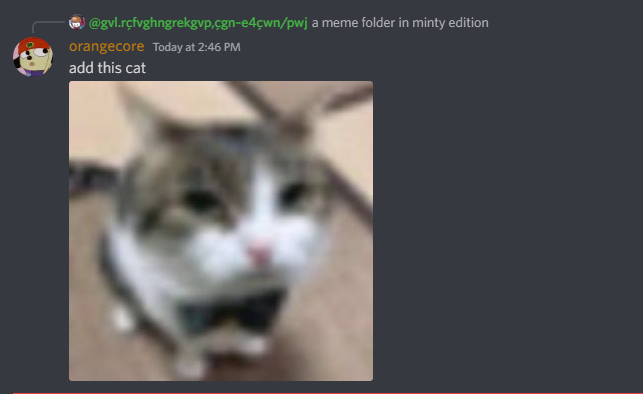 @gvl.rçfvghngrekgvp,çgn-e4çwn/pwj a meme folder in minty edition
orangecore Today at 2:46 PM
add this cat